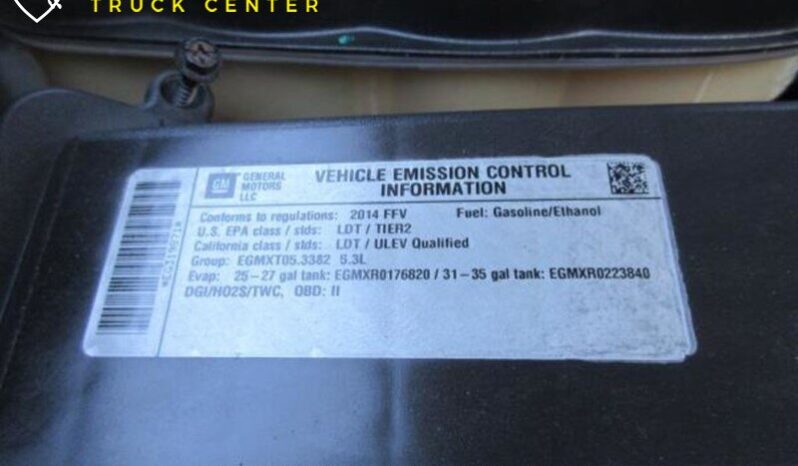 TRUCK CENTER
GM
GENERAL MOTORS LLC
VEHICLE EMISSION CONTROL
INFORMATION
Conforms to regulations: 2014 FFV Fuel: Gasoline/Ethanol
U.S. EPA class / stds: LDT / TIER2
California class / stds: LDT / ULEV Qualified
Group: EGMXT05.3382 5.3L
Evap: 25-27 gal tank: EGMXR0176820 / 31-35 gal tank: EGMXR0223840
DGI/HO2S/TWC, OBD: II